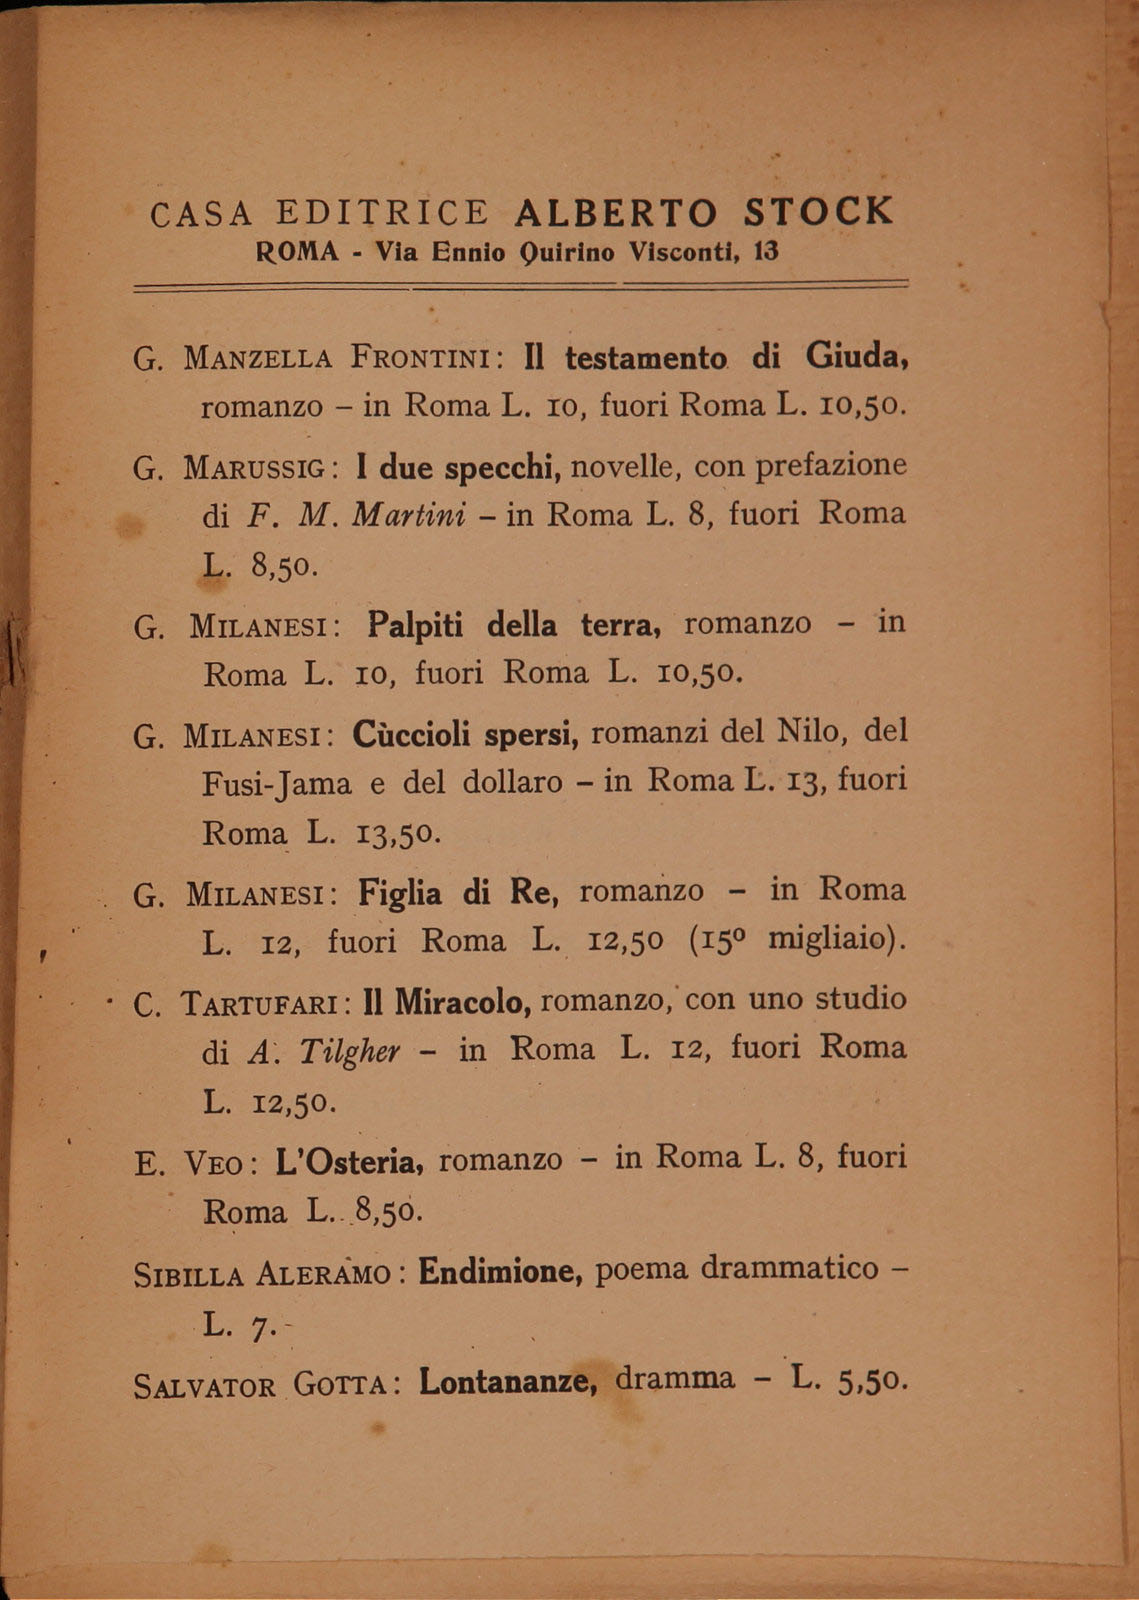 CASA EDITRICE ALBERTO STOCK
ROMA - Via Ennio Quirino Visconti, 13
G. MANZELLA FRONTINI: Il testamento di Giuda,
romanzo – in Roma L. 10, fuori Roma L. 10,50.
G. MARUSSIG: I due specchi, novelle, con prefazione
di F. M. Martini – in Roma L. 8, fuori Roma
L. 8,50.
G. MILANESI: Palpiti della terra, romanzo – in
Roma L. 10, fuori Roma L. 10,50.
G. MILANESI: Cùccioli spersi, romanzi del Nilo, del
Fusi-Jama e del dollaro – in Roma L. 13, fuori
Roma L. 13,50.
G. MILANESI: Figlia di Re, romanzo – in Roma
L. 12, fuori Roma L. 12,50 (15º migliaio).
C. TARTUFARI: Il Miracolo, romanzo, con uno studio
di A. Tilgher – in Roma L. 12, fuori Roma
L. 12,50.
E. VEO: L'Osteria, romanzo – in Roma L. 8, fuori
Roma L. 8,50.
SIBILLA ALERAMO: Endimione, poema drammatico –
L. 7.
SALVATOR GOTTA: Lontananze, dramma – L. 5,50.